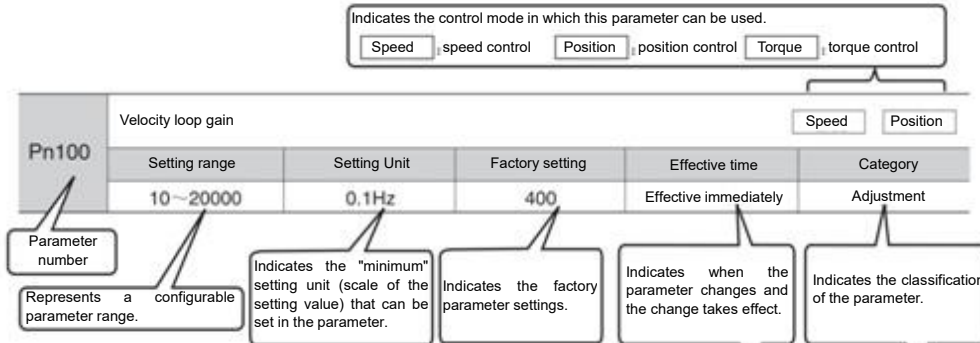 Indicates the control mode in which this parameter can be used.
Speed : speed control Position : position control Torque : torque control
Velocity loop gain Speed Position
Pn100
Setting range Setting Unit Factory setting Effective time Category
10~20000 0.1Hz 400 Effective immediately Adjustment
Parameter
number
Represents a configurable
parameter range.
Indicates the "minimum"
setting unit (scale of the
setting value) that can be
set in the parameter.
Indicates the factory
parameter settings.
Indicates when the
parameter changes and
the change takes effect.
Indicates the classification
of the parameter.